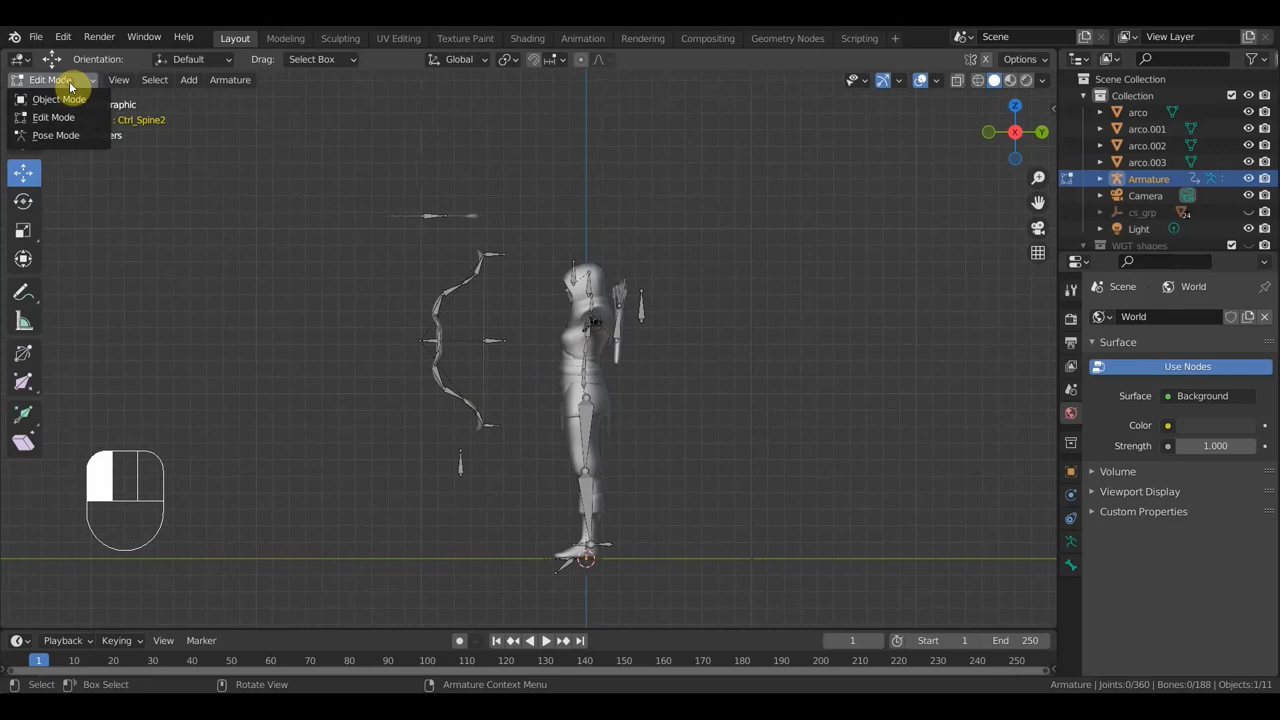 File Edit Render Window Help Layout Modeling Sculpting UV Editing Texture Paint Shading Animation Rendering Compositing Geometry Nodes Scripting Scene View Layer
Orientation: Default Drag: Select Box Global Options
Edit Mode View Select Add Armature
Object Mode
Edit Mode
Pose Mode
graphic
: Ctrl_Spine2
ers
X
Y
Z
Scene Collection
Collection
arco
arco.001
arco.002
arco.003
Armature
Camera
cs_grp 24
Light
WGT_shapes
Scene World
World
Surface
Use Nodes
Surface Background
Color
Strength 1.000
Volume
Viewport Display
Custom Properties
Playback Keying View Marker 1 Start 1 End 250
1 10 20 30 40 50 60 70 80 90 100 110 120 130 140 150 160 170 180 190 200 210 220 230 240 250
Select Box Select Rotate View Armature Context Menu Armature | Joints:0/360 | Bones:0/188 | Objects:1/11